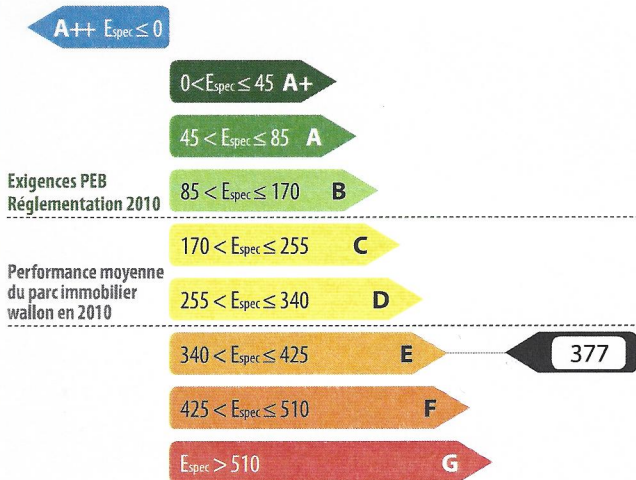 A++ Espec ≤ 0
0<Espec ≤ 45 A+
45 < Espec ≤ 85 A
Exigences PEB
Réglementation 2010
85 < Espec ≤ 170 B
170 < Espec ≤ 255 C
Performance moyenne
du parc immobilier
wallon en 2010
255 < Espec ≤ 340 D
340 < Espec ≤ 425 E
377
425 < Espec ≤ 510 F
Espec > 510 G